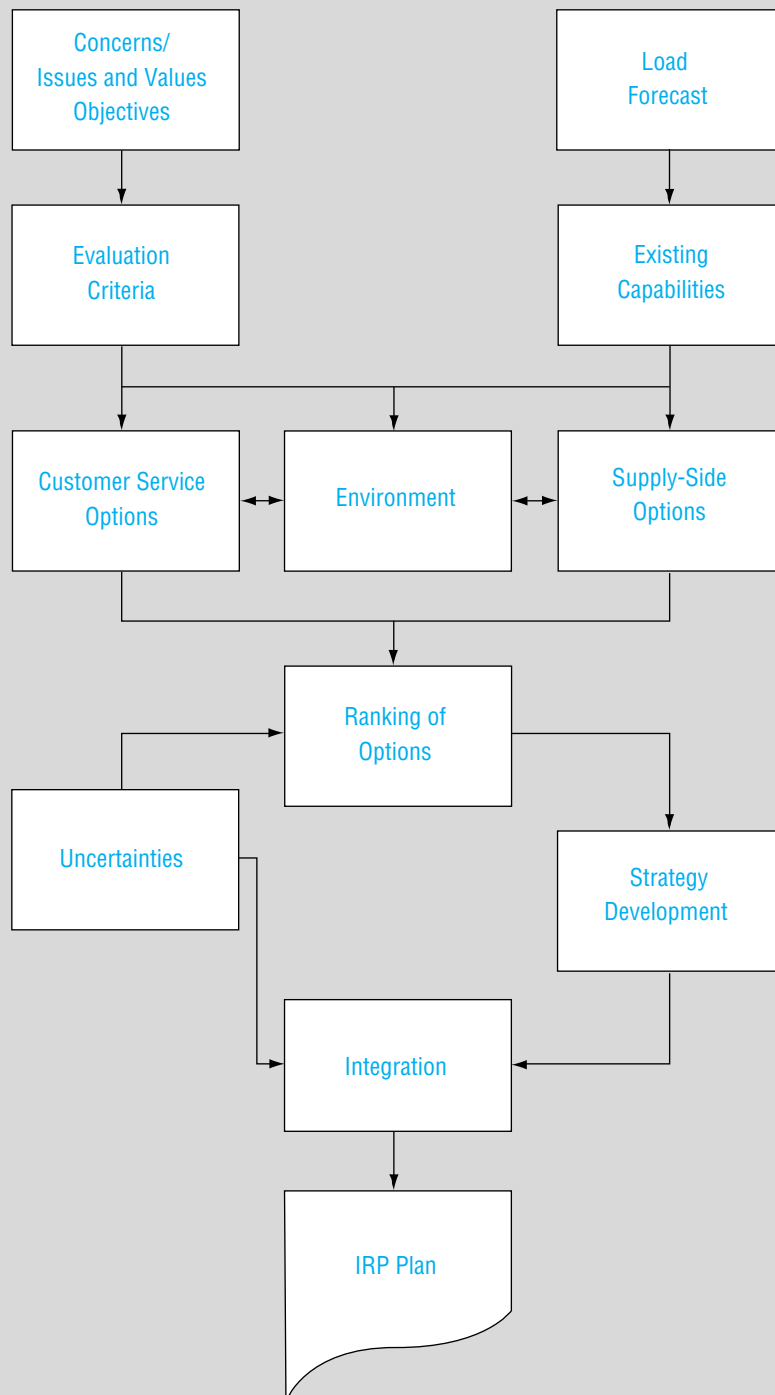 Concerns/
Issues and Values
Objectives
Load
Forecast
Evaluation
Criteria
Existing
Capabilities
Customer Service
Options
Environment
Supply-Side
Options
Ranking of
Options
Uncertainties
Strategy
Development
Integration
IRP Plan